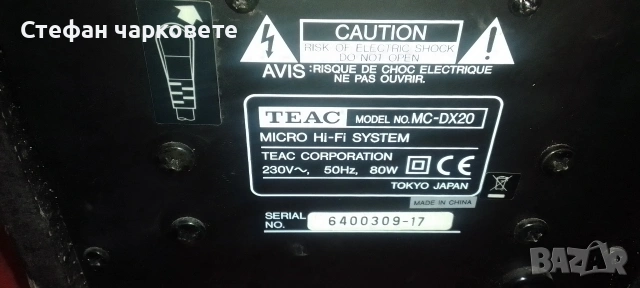 Стефан чарковете
CAUTION
RISK OF ELECTRIC SHOCK
DO NOT OPEN
AVIS :RISQUE DE CHOC ELECTRIQUE
NE PAS OUVRIR.
TEAC MODEL NO. MC-DX20
MICRO Hi-Fi SYSTEM
TEAC CORPORATION
230V~, 50Hz, 80W CE
TOKYO JAPAN
MADE IN CHINA
SERIAL NO. 6400309-17
BAZAR